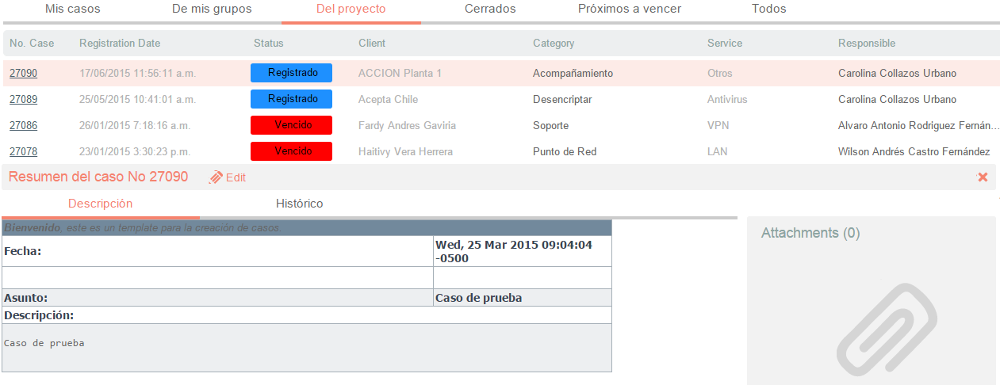 Mis casos De mis grupos Del proyecto Cerrados Próximos a vencer Todos
No. Case Registration Date Status Client Category Service Responsible
27090 17/06/2015 11:56:11 a.m. Registrado ACCION Planta 1 Acompañamiento Otros Carolina Collazos Urbano
27089 25/05/2015 10:41:01 a.m. Registrado Acepta Chile Desencriptar Antivirus Carolina Collazos Urbano
27086 26/01/2015 7:18:16 a.m. Vencido Fardy Andres Gaviria Soporte VPN Alvaro Antonio Rodriguez Fernán...
27078 23/01/2015 3:30:23 p.m. Vencido Haitivy Vera Herrera Punto de Red LAN Wilson Andrés Castro Fernández
Resumen del caso No 27090 Edit
Descripción Histórico
Bienvenido, este es un template para la creación de casos.
Attachments (0)
Fecha: Wed, 25 Mar 2015 09:04:04
-0500
Asunto: Caso de prueba
Descripción:
Caso de prueba